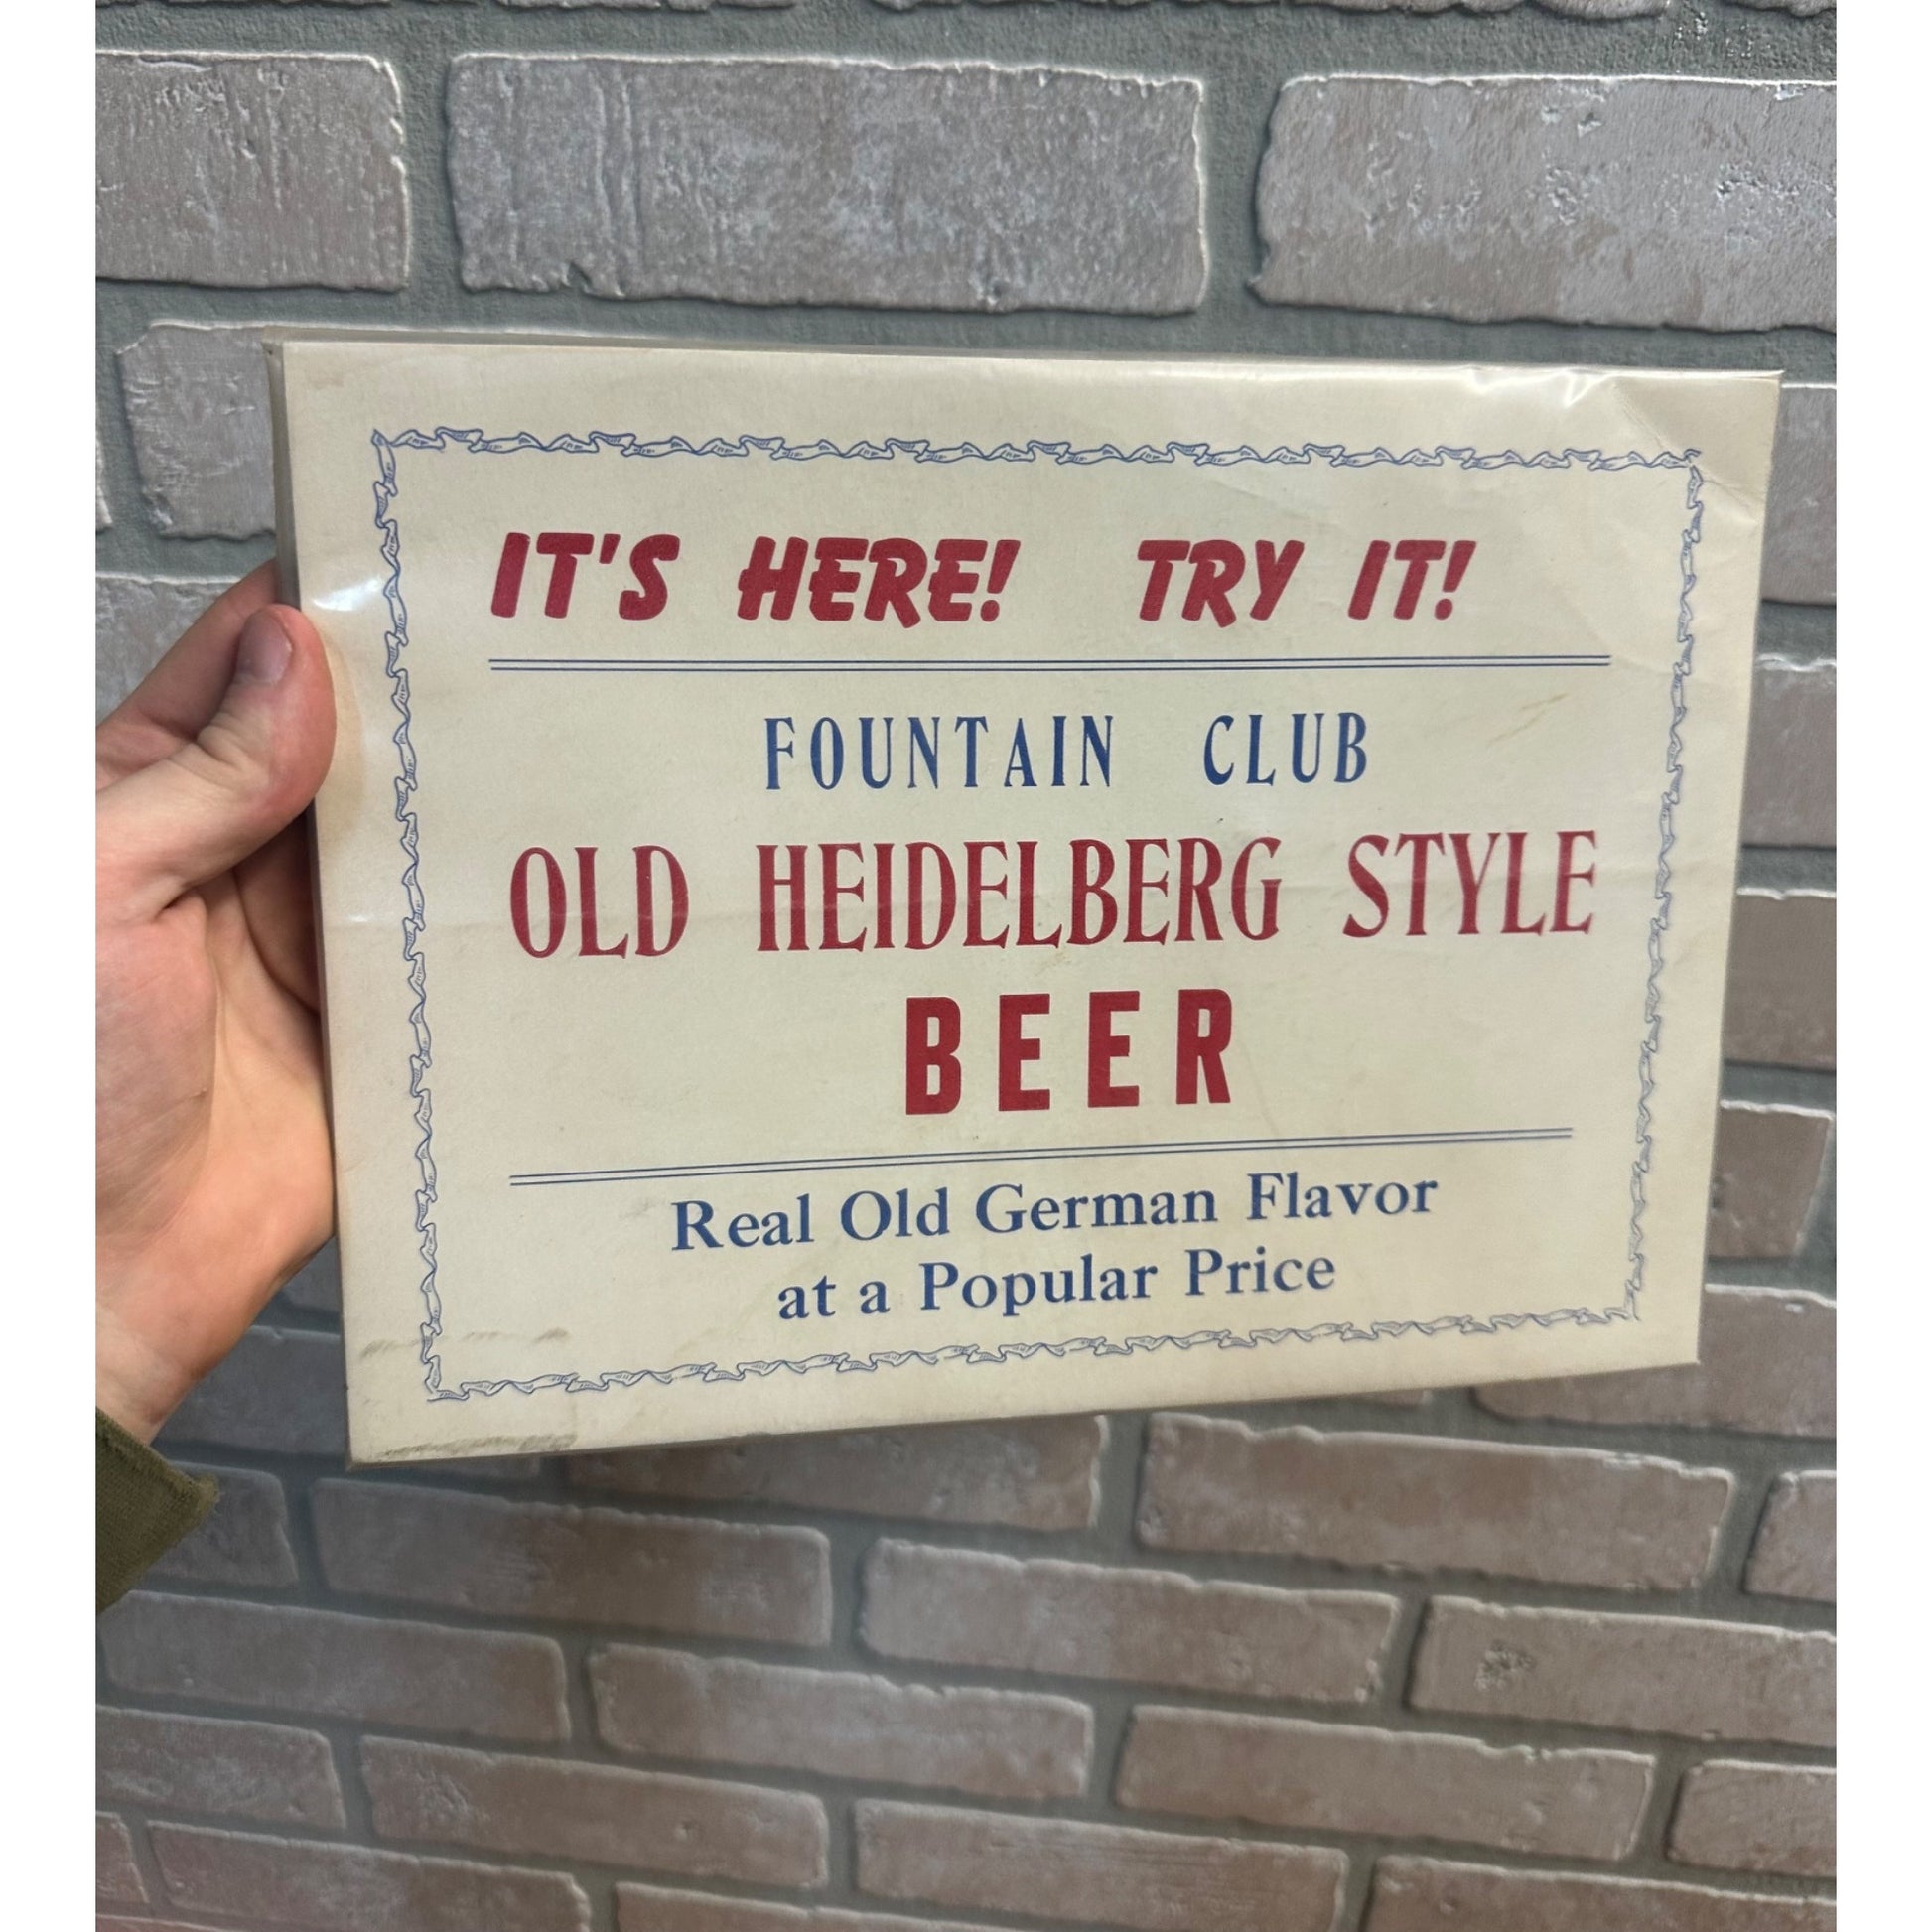 IT'S HERE! TRY IT!
FOUNTAIN CLUB
OLD HEIDELBERG STYLE
BEER
Real Old German Flavor
at a Popular Price